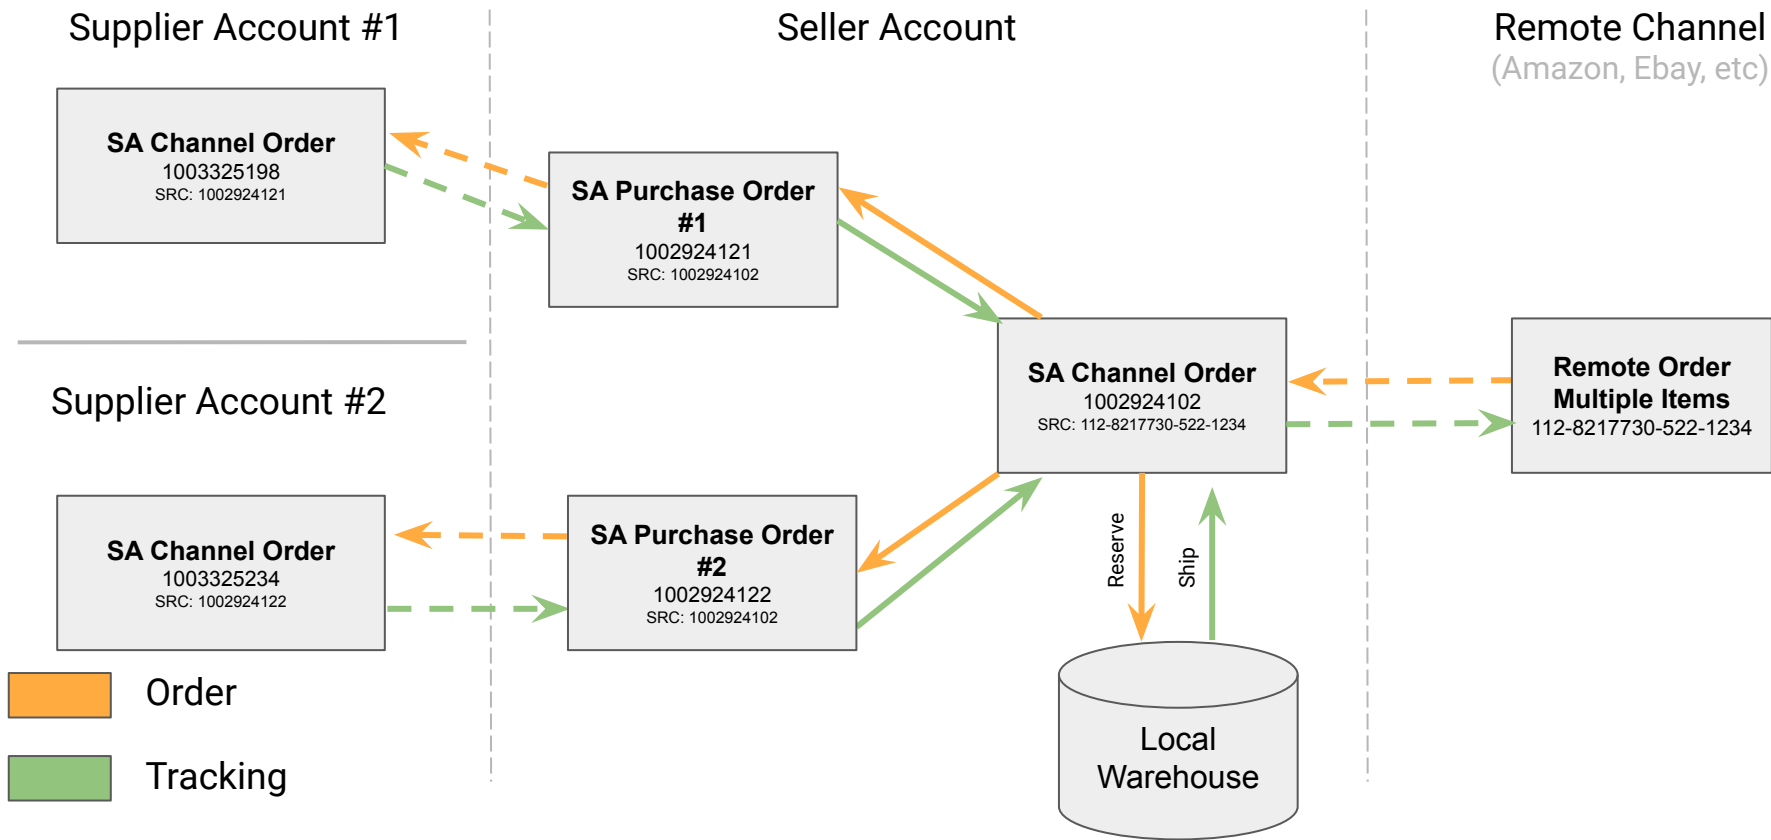 Supplier Account #1
Seller Account
Remote Channel
(Amazon, Ebay, etc)
SA Channel Order
1003325198
SRC: 1002924121
SA Purchase Order
#1
1002924121
SRC: 1002924102
Supplier Account #2
SA Channel Order
1002924102
SRC: 112-8217730-522-1234
Remote Order
Multiple Items
112-8217730-522-1234
SA Channel Order
1003325234
SRC: 1002924122
SA Purchase Order
#2
1002924122
SRC: 1002924102
Reserve
Ship
Order
Tracking
Local
Warehouse